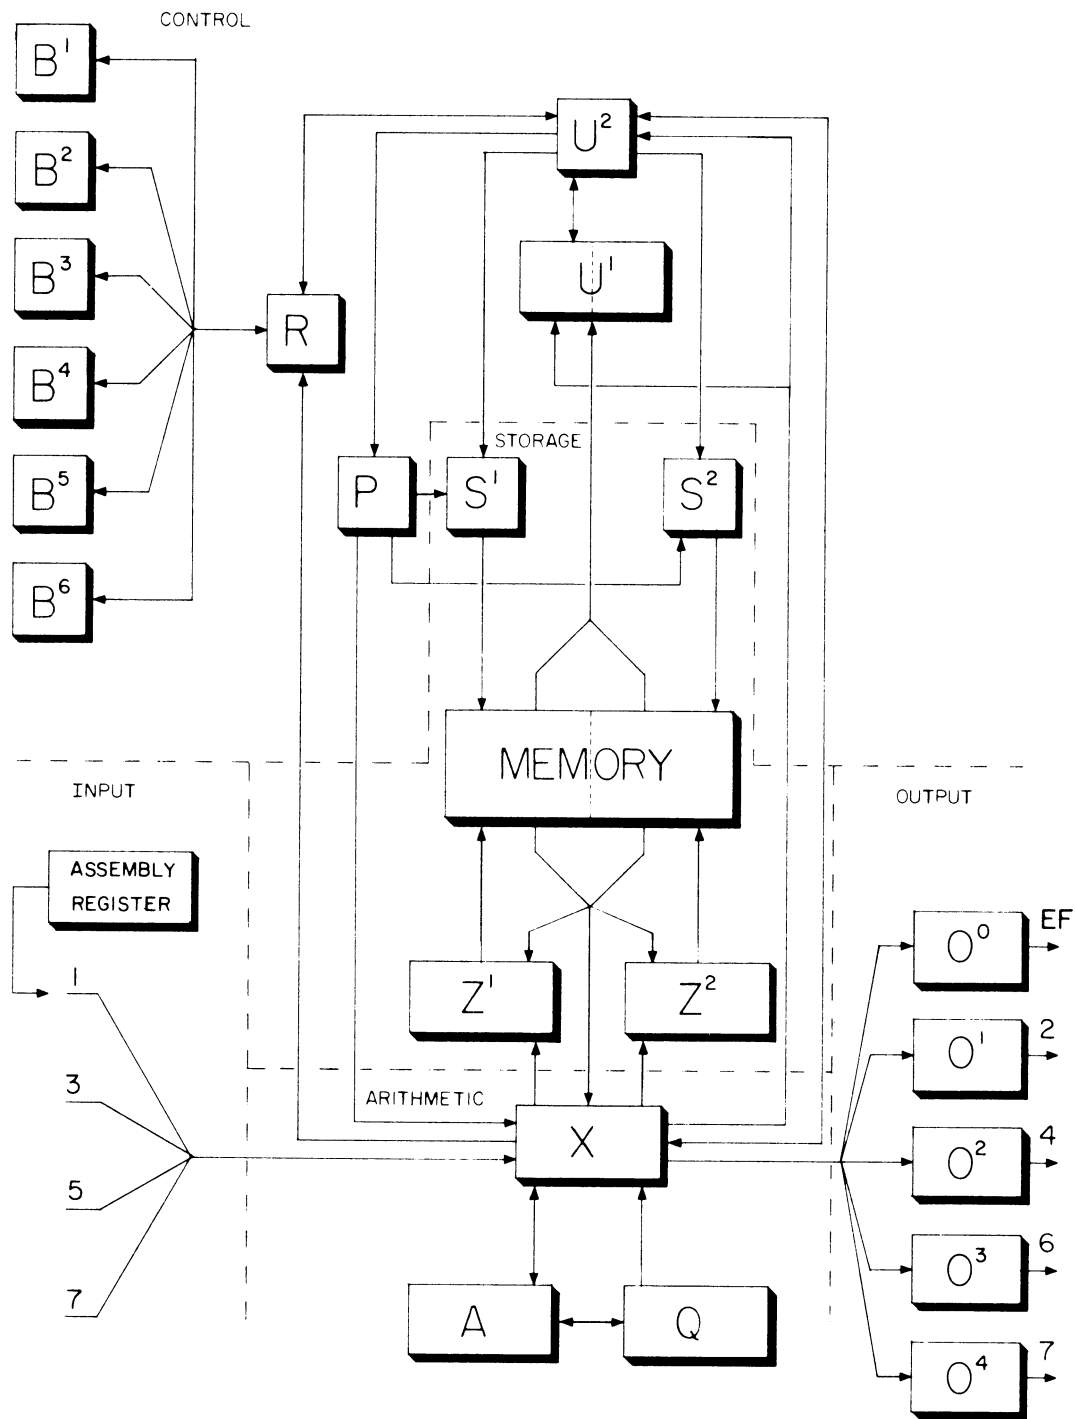 CONTROL
B¹
B²
B³
B⁴
B⁵
B⁶
R
U²
U¹
STORAGE
P
S¹
S²
MEMORY
INPUT
OUTPUT
ASSEMBLY
REGISTER
1
3
5
7
Z¹
Z²
ARITHMETIC
X
A
Q
O⁰
EF
O¹
2
O²
4
O³
6
O⁴
7